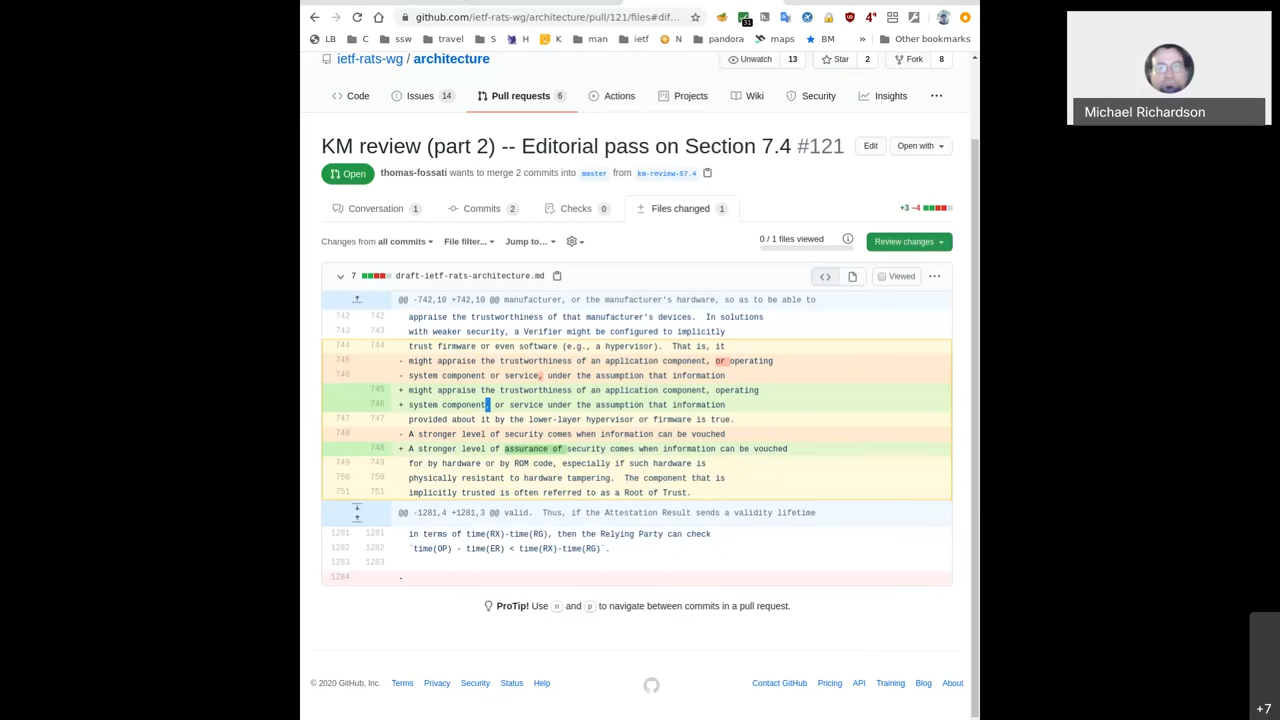 github.com/ietf-rats-wg/architecture/pull/121/files#dif...
LB C ssw travel S H K man ietf N pandora maps BM » Other bookmarks
ietf-rats-wg / architecture
Unwatch 13 Star 2 Fork 8
Code Issues 14 Pull requests 6 Actions Projects Wiki Security Insights
KM review (part 2) -- Editorial pass on Section 7.4 #121
Edit Open with
Open thomas-fossati wants to merge 2 commits into master from km-review-S7.4
Conversation 1 Commits 2 Checks 0 Files changed 1 +3 −4
Changes from all commits File filter... Jump to... 0 / 1 files viewed Review changes
7 draft-ietf-rats-architecture.md Viewed
@@ -742,10 +742,10 @@ manufacturer, or the manufacturer's hardware, so as to be able to
742 742 appraise the trustworthiness of that manufacturer's devices. In solutions
743 743 with weaker security, a Verifier might be configured to implicitly
744 744 trust firmware or even software (e.g., a hypervisor). That is, it
745 - might appraise the trustworthiness of an application component, or operating
746 - system component or service, under the assumption that information
745 + might appraise the trustworthiness of an application component, operating
746 + system component, or service under the assumption that information
747 747 provided about it by the lower-layer hypervisor or firmware is true.
748 - A stronger level of security comes when information can be vouched
748 + A stronger level of assurance of security comes when information can be vouched
749 749 for by hardware or by ROM code, especially if such hardware is
750 750 physically resistant to hardware tampering. The component that is
751 751 implicitly trusted is often referred to as a Root of Trust.
@@ -1281,4 +1281,3 @@ valid. Thus, if the Attestation Result sends a validity lifetime
1281 1281 in terms of time(RX)-time(RG), then the Relying Party can check
1282 1282 `time(OP) - time(ER) < time(RX)-time(RG)`.
1283 1283
1284 -
ProTip! Use n and p to navigate between commits in a pull request.
© 2020 GitHub, Inc. Terms Privacy Security Status Help Contact GitHub Pricing API Training Blog About
Michael Richardson
+7